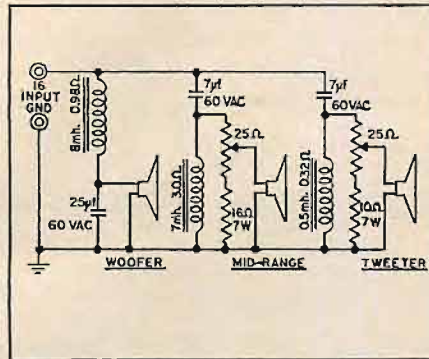 16
INPUT
GND
8mh. 0.98Ω
25µf
60 VAC
WOOFER
7µf
60 VAC
7mh. 3.0Ω
25Ω
16Ω
7W
MID-RANGE
7µf
60VAC
0.5mh. 0.32Ω
25Ω
10Ω
7W
TWEETER